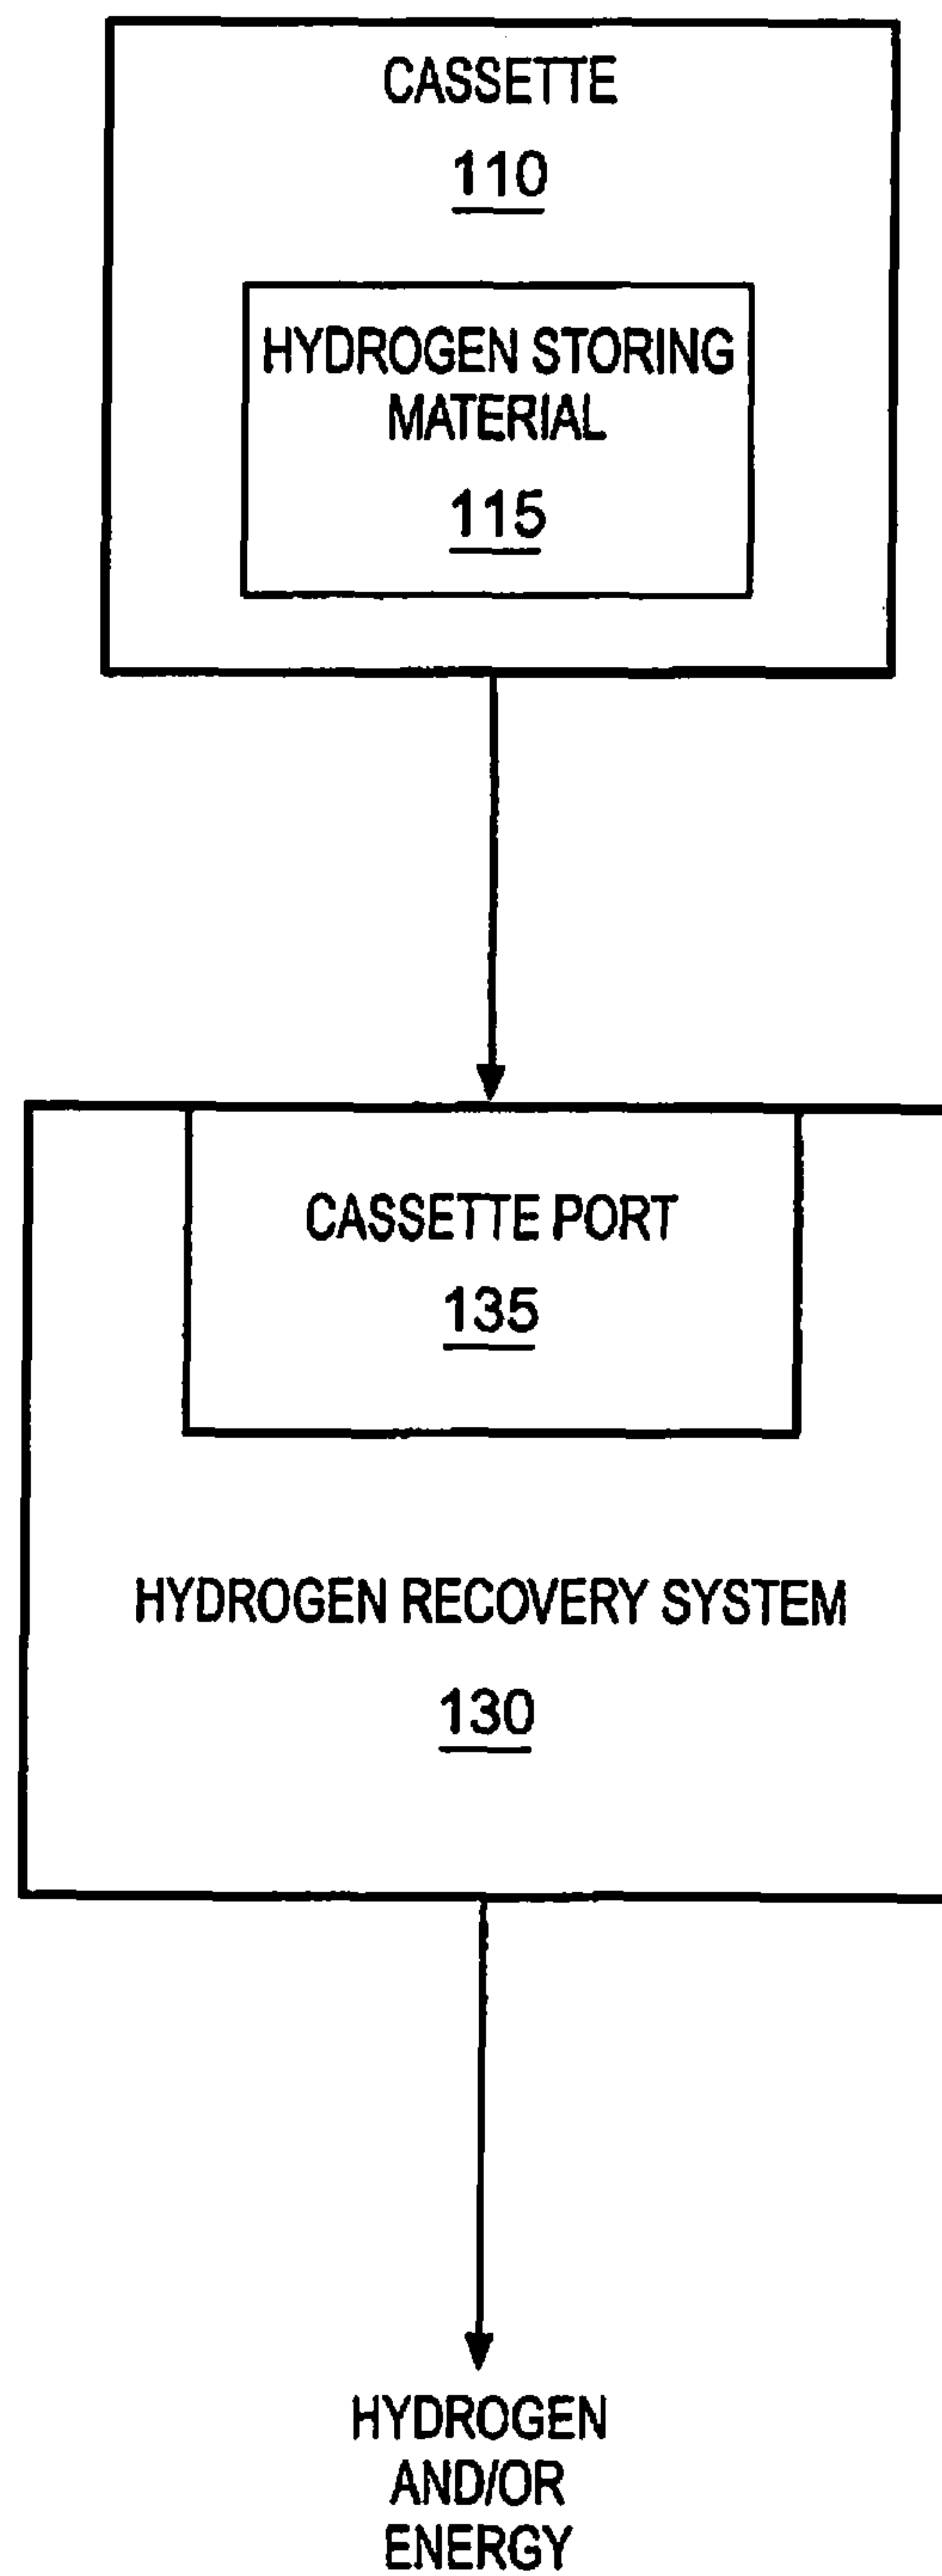 CASSETTE
110
HYDROGEN STORING
MATERIAL
115
CASSETTE PORT
135
HYDROGEN RECOVERY SYSTEM
130
HYDROGEN
AND/OR
ENERGY